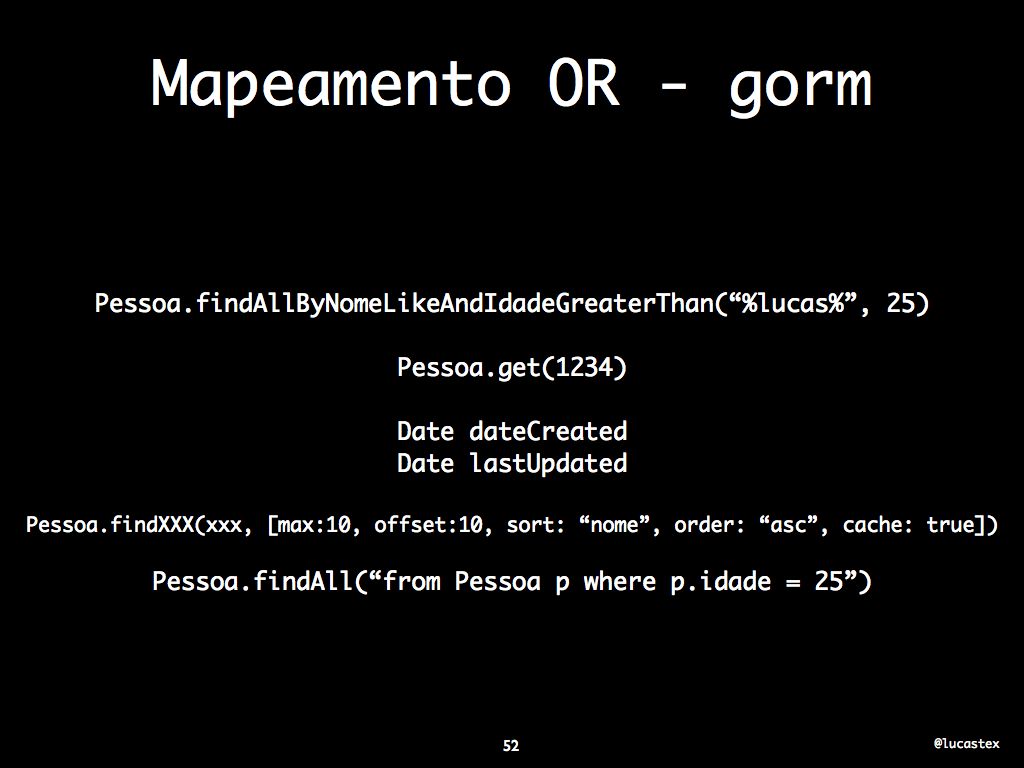 Mapeamento OR - gorm
Pessoa.findAllByNomeLikeAndIdadeGreaterThan(“%lucas%”, 25)
Pessoa.get(1234)
Date dateCreated
Date lastUpdated
Pessoa.findXXX(xxx, [max:10, offset:10, sort: “nome”, order: “asc”, cache: true])
Pessoa.findAll(“from Pessoa p where p.idade = 25”)
52
@lucastex